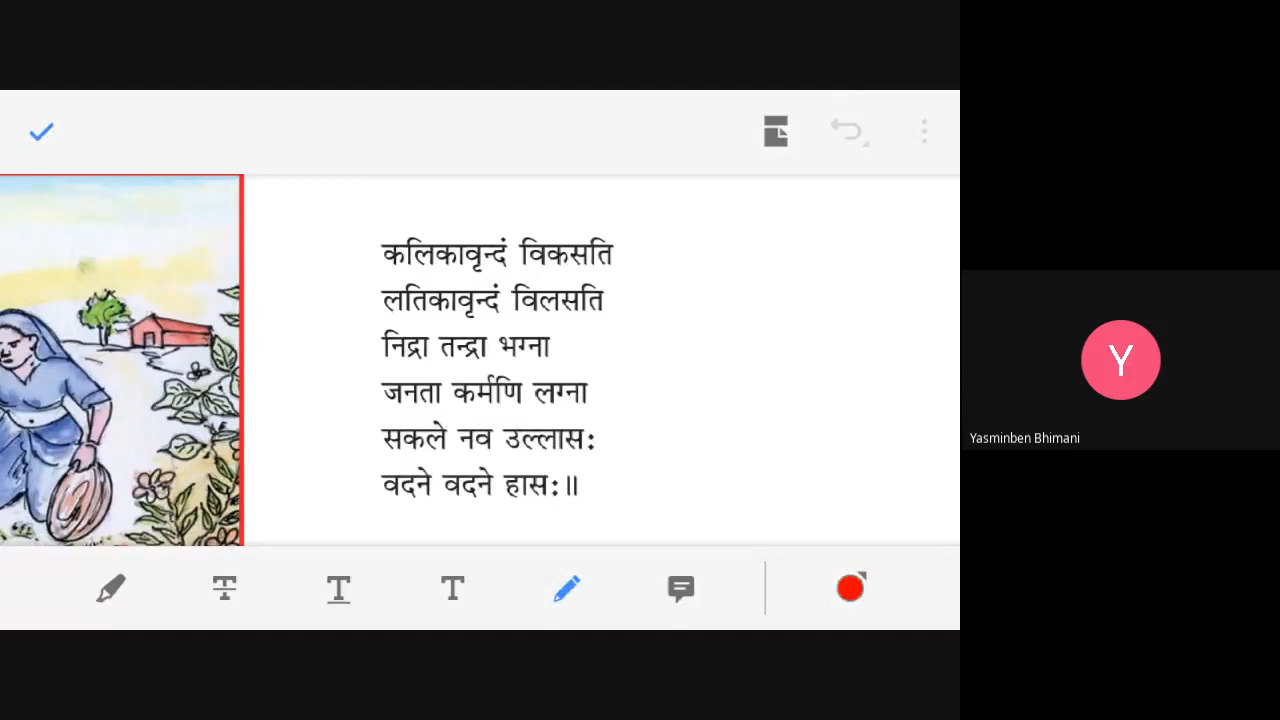 कलिकावृन्दं विकसति
लतिकावृन्दं विलसति
निद्रा तन्द्रा भग्ना
जनता कर्मणि लग्ना
सकले नव उल्लासः
वदने वदने हासः॥
Y
Yasminben Bhimani
T
T
T